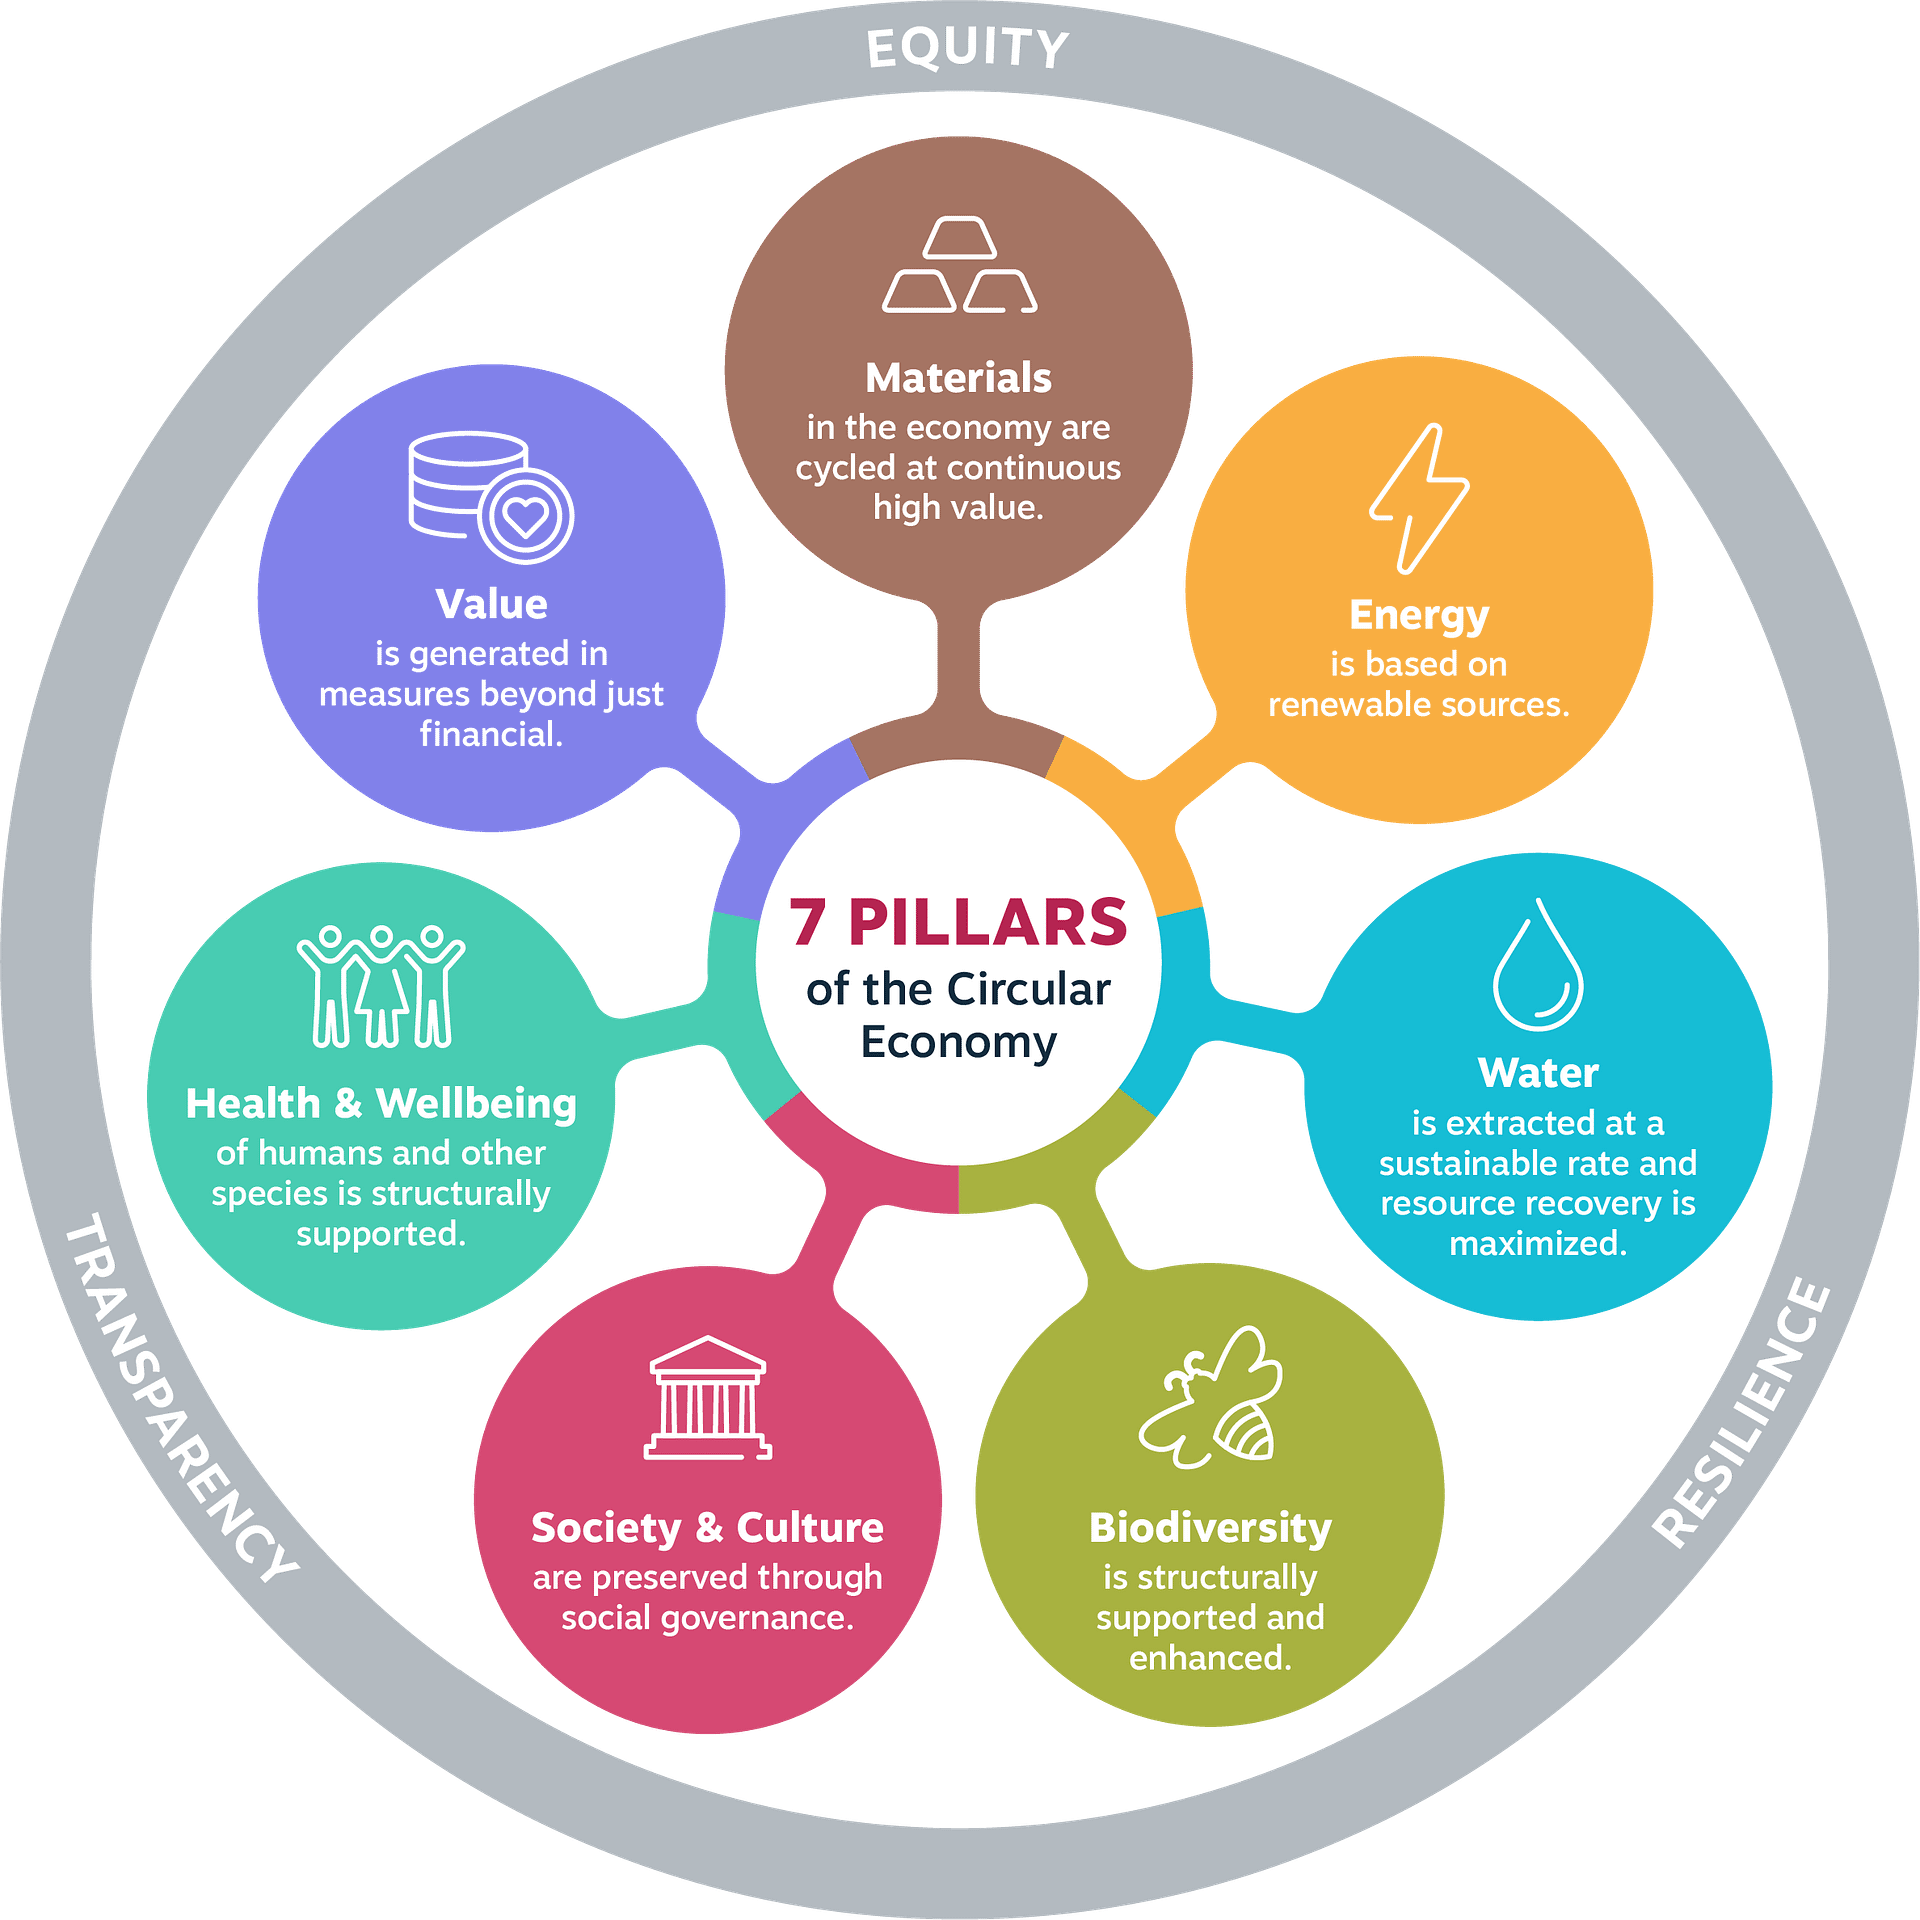 EQUITY
Materials
in the economy are
cycled at continuous
high value.
Energy
is based on
renewable sources.
Water
is extracted at a
sustainable rate and
resource recovery is
maximized.
Biodiversity
is structurally
supported and
enhanced.
Society & Culture
are preserved through
social governance.
Health & Wellbeing
of humans and other
species is structurally
supported.
Value
is generated in
measures beyond just
financial.
7 PILLARS
of the Circular
Economy
RESILIENCE
TRANSPARENCY